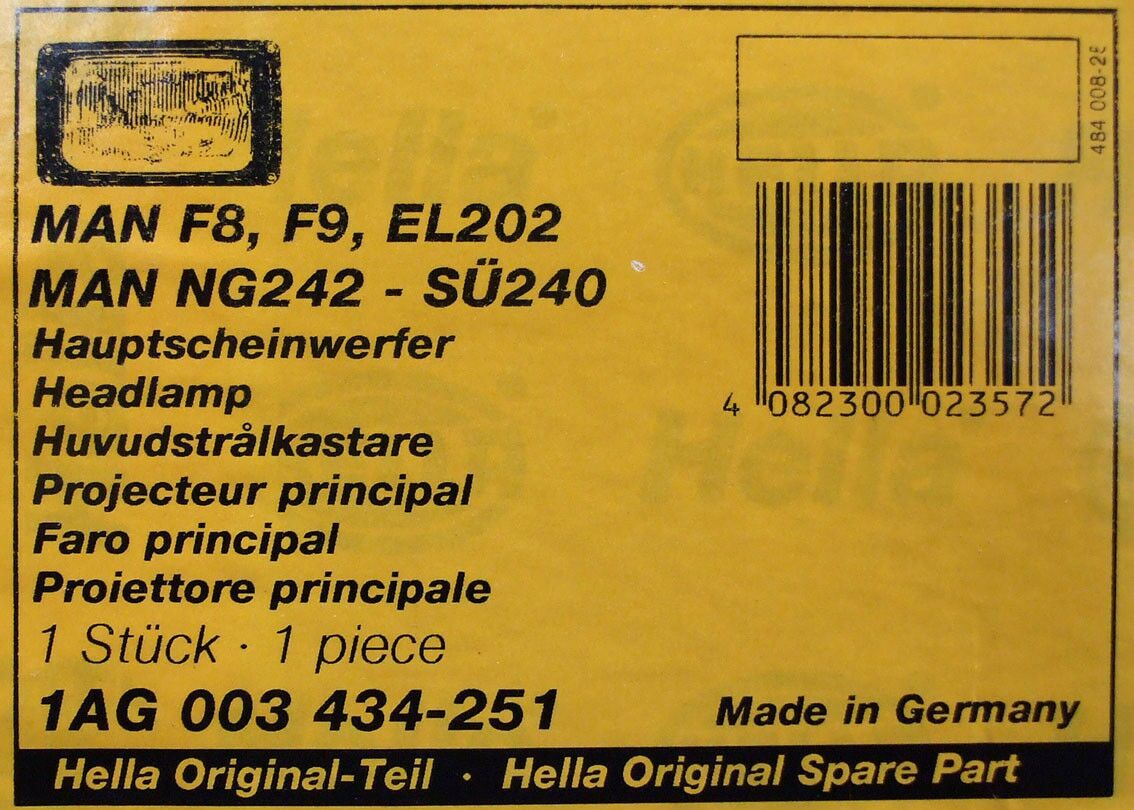 MAN F8, F9, EL202
MAN NG242 - SÜ240
Hauptscheinwerfer
Headlamp
Huvudstrålkastare
Projecteur principal
Faro principal
Proiettore principale
1 Stück · 1 piece
1AG 003 434-251
484 008-28
4 082300 023572
Made in Germany
Hella Original-Teil · Hella Original Spare Part